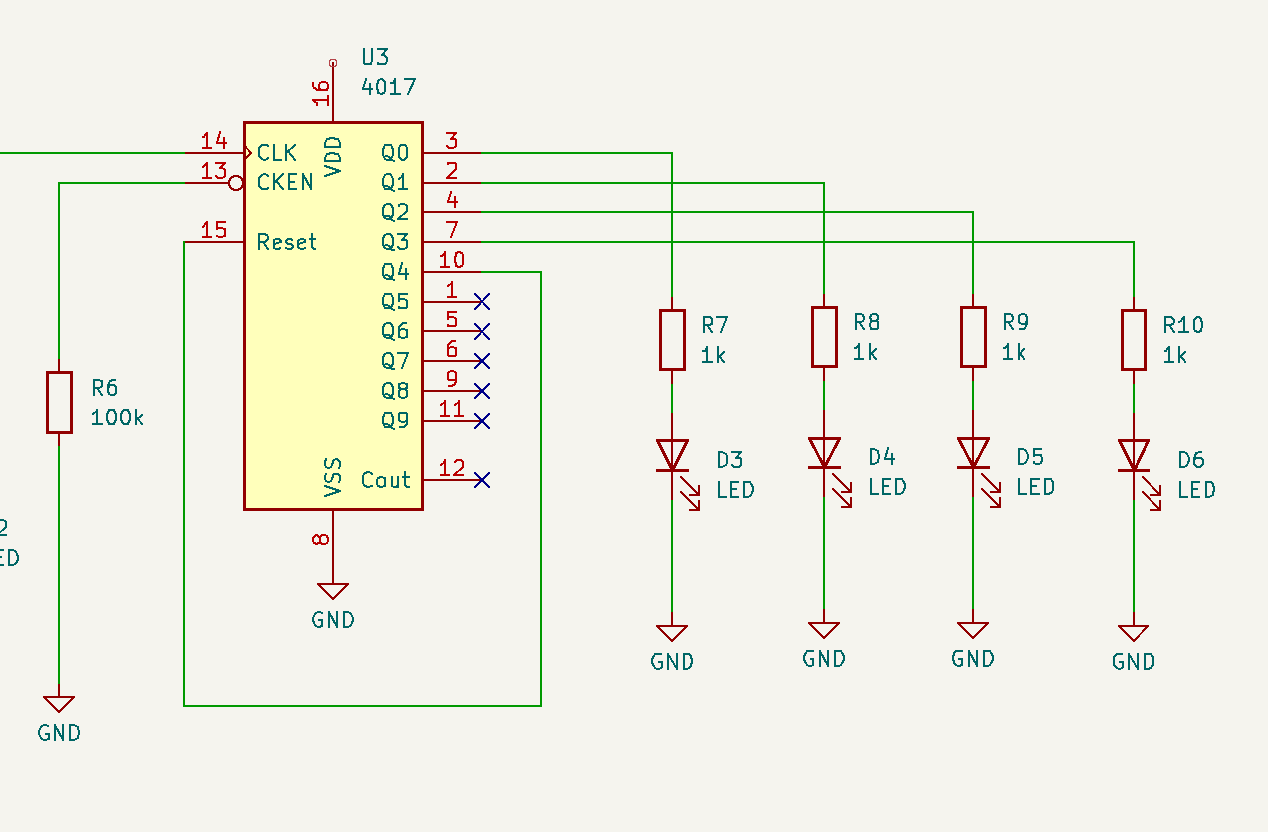 U3
4017
16
14
CLK
VDD
Q0
3
13
CKEN
Q1
2
Q2
4
15
Reset
Q3
7
Q4
10
Q5
1
Q6
5
Q7
6
Q8
9
Q9
11
VSS
Cout
12
8
GND
R6
100k
2
ED
GND
R7
1k
R8
1k
R9
1k
R10
1k
D3
LED
D4
LED
D5
LED
D6
LED
GND
GND
GND
GND